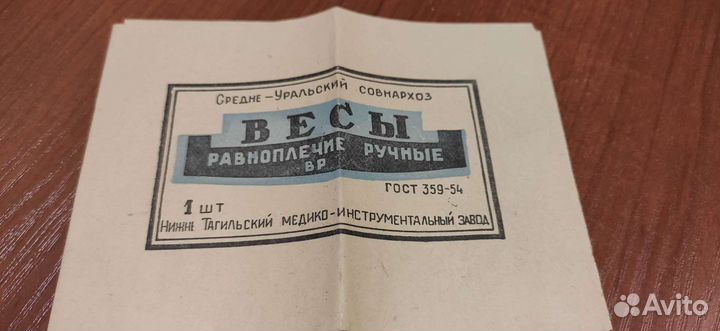 Средне-Уральский совнархоз
ВЕСЫ
РАВНОПЛЕЧИЕ РУЧНЫЕ
ВР
ГОСТ 359-54
1 шт
Нижне Тагильский медико-инструментальный завод
Avito